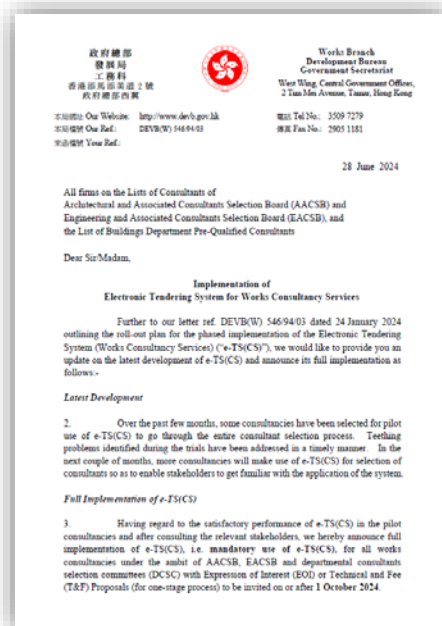 政府總部
發展局
工務科
香港添馬添美道 2 號
政府總部西翼
Works Branch
Development Bureau
Government Secretariat
West Wing, Central Government Offices,
2 Tim Mei Avenue, Tamar, Hong Kong
本局網址 Our Website: http://www.devb.gov.hk
本局檔號 Our Ref.: DEVB(W) 546/94/03
來函檔號 Your Ref.:
電話 Tel No.: 3509 7279
傳真 Fax No.: 2905 1181
28 June 2024
All firms on the Lists of Consultants of
Architectural and Associated Consultants Selection Board (AACSB) and
Engineering and Associated Consultants Selection Board (EACSB), and
the List of Buildings Department Pre-Qualified Consultants
Dear Sir/Madam,
Implementation of
Electronic Tendering System for Works Consultancy Services
Further to our letter ref. DEVB(W) 546/94/03 dated 24 January 2024
outlining the roll-out plan for the phased implementation of the Electronic Tendering
System (Works Consultancy Services) (“e-TS(CS)”), we would like to provide you an
update on the latest development of e-TS(CS) and announce its full implementation as
follows:-
Latest Development
2. Over the past few months, some consultancies have been selected for pilot
use of e-TS(CS) to go through the entire consultant selection process. Teething
problems identified during the trials have been addressed in a timely manner. In the
next couple of months, more consultancies will make use of e-TS(CS) for selection of
consultants so as to enable stakeholders to get familiar with the application of the system.
Full Implementation of e-TS(CS)
3. Having regard to the satisfactory performance of e-TS(CS) in the pilot
consultancies and after consulting the relevant stakeholders, we hereby announce full
implementation of e-TS(CS), i.e. mandatory use of e-TS(CS), for all works
consultancies under the ambit of AACSB, EACSB and departmental consultants
selection committees (DCSC) with Expression of Interest (EOI) or Technical and Fee
(T&F) Proposals (for one-stage process) to be invited on or after 1 October 2024.